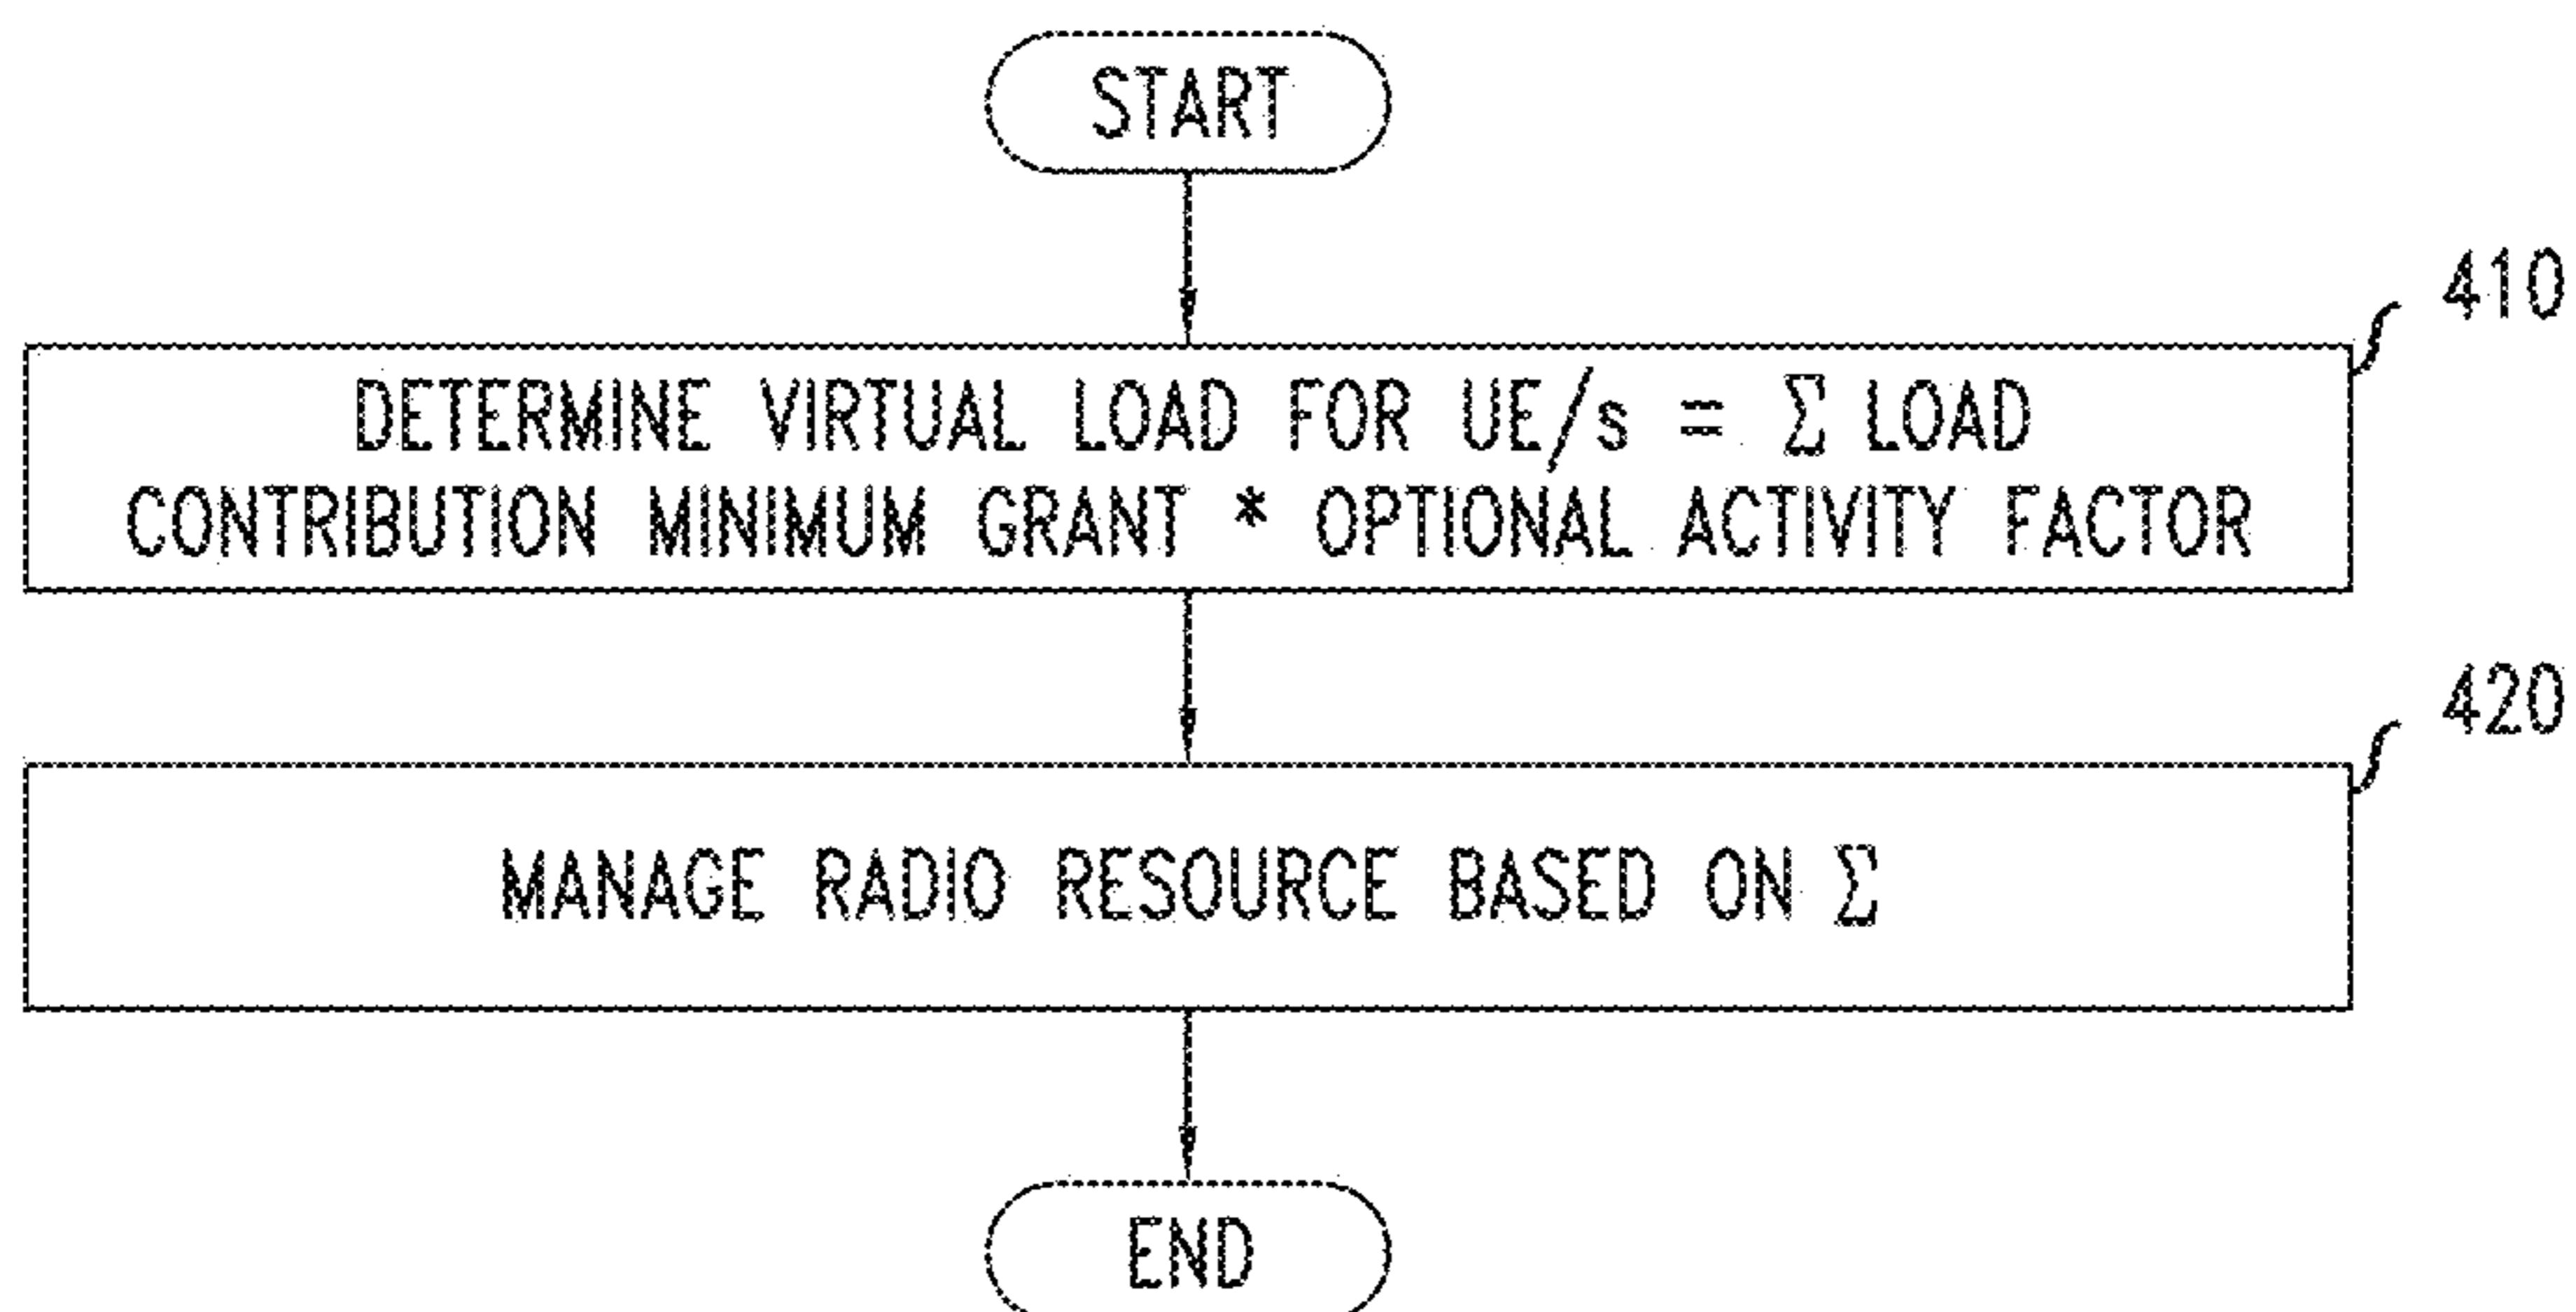 START
410
DETERMINE VIRTUAL LOAD FOR UE/s = Σ LOAD
CONTRIBUTION MINIMUM GRANT * OPTIONAL ACTIVITY FACTOR
420
MANAGE RADIO RESOURCE BASED ON Σ
END